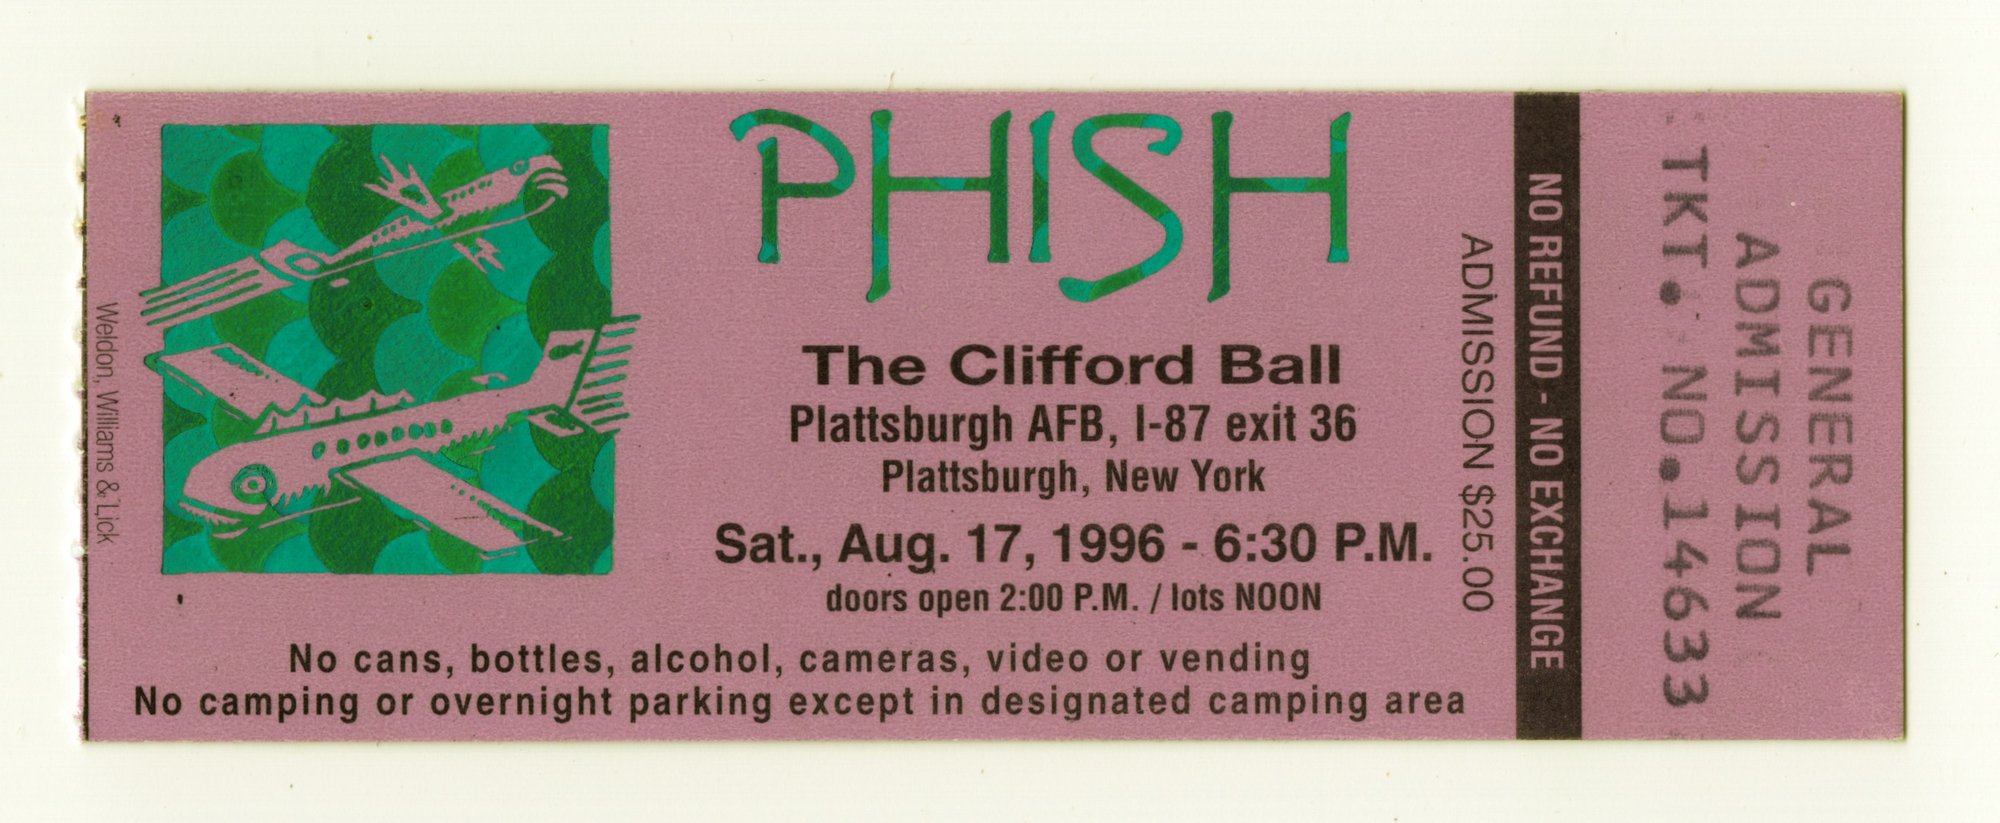 Weldon, Williams & Lick
PHISH
The Clifford Ball
Plattsburgh AFB, I-87 exit 36
Plattsburgh, New York
Sat., Aug. 17, 1996 - 6:30 P.M.
doors open 2:00 P.M. / lots NOON
No cans, bottles, alcohol, cameras, video or vending
No camping or overnight parking except in designated camping area
ADMISSION $25.00
NO REFUND - NO EXCHANGE
GENERAL
ADMISSION
TKT. NO.14633